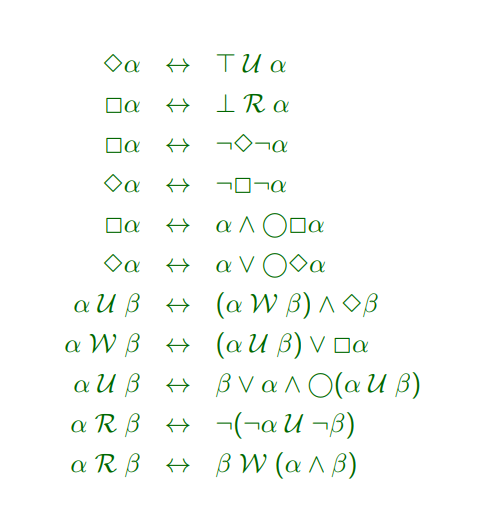 ◇α ↔ ⊤ 𝒰 α
□α ↔ ⊥ ℛ α
□α ↔ ¬◇¬α
◇α ↔ ¬□¬α
□α ↔ α ∧ ◯□α
◇α ↔ α ∨ ◯◇α
α 𝒰 β ↔ (α 𝒲 β) ∧ ◇β
α 𝒲 β ↔ (α 𝒰 β) ∨ □α
α 𝒰 β ↔ β ∨ α ∧ ◯(α 𝒰 β)
α ℛ β ↔ ¬(¬α 𝒰 ¬β)
α ℛ β ↔ β 𝒲 (α ∧ β)